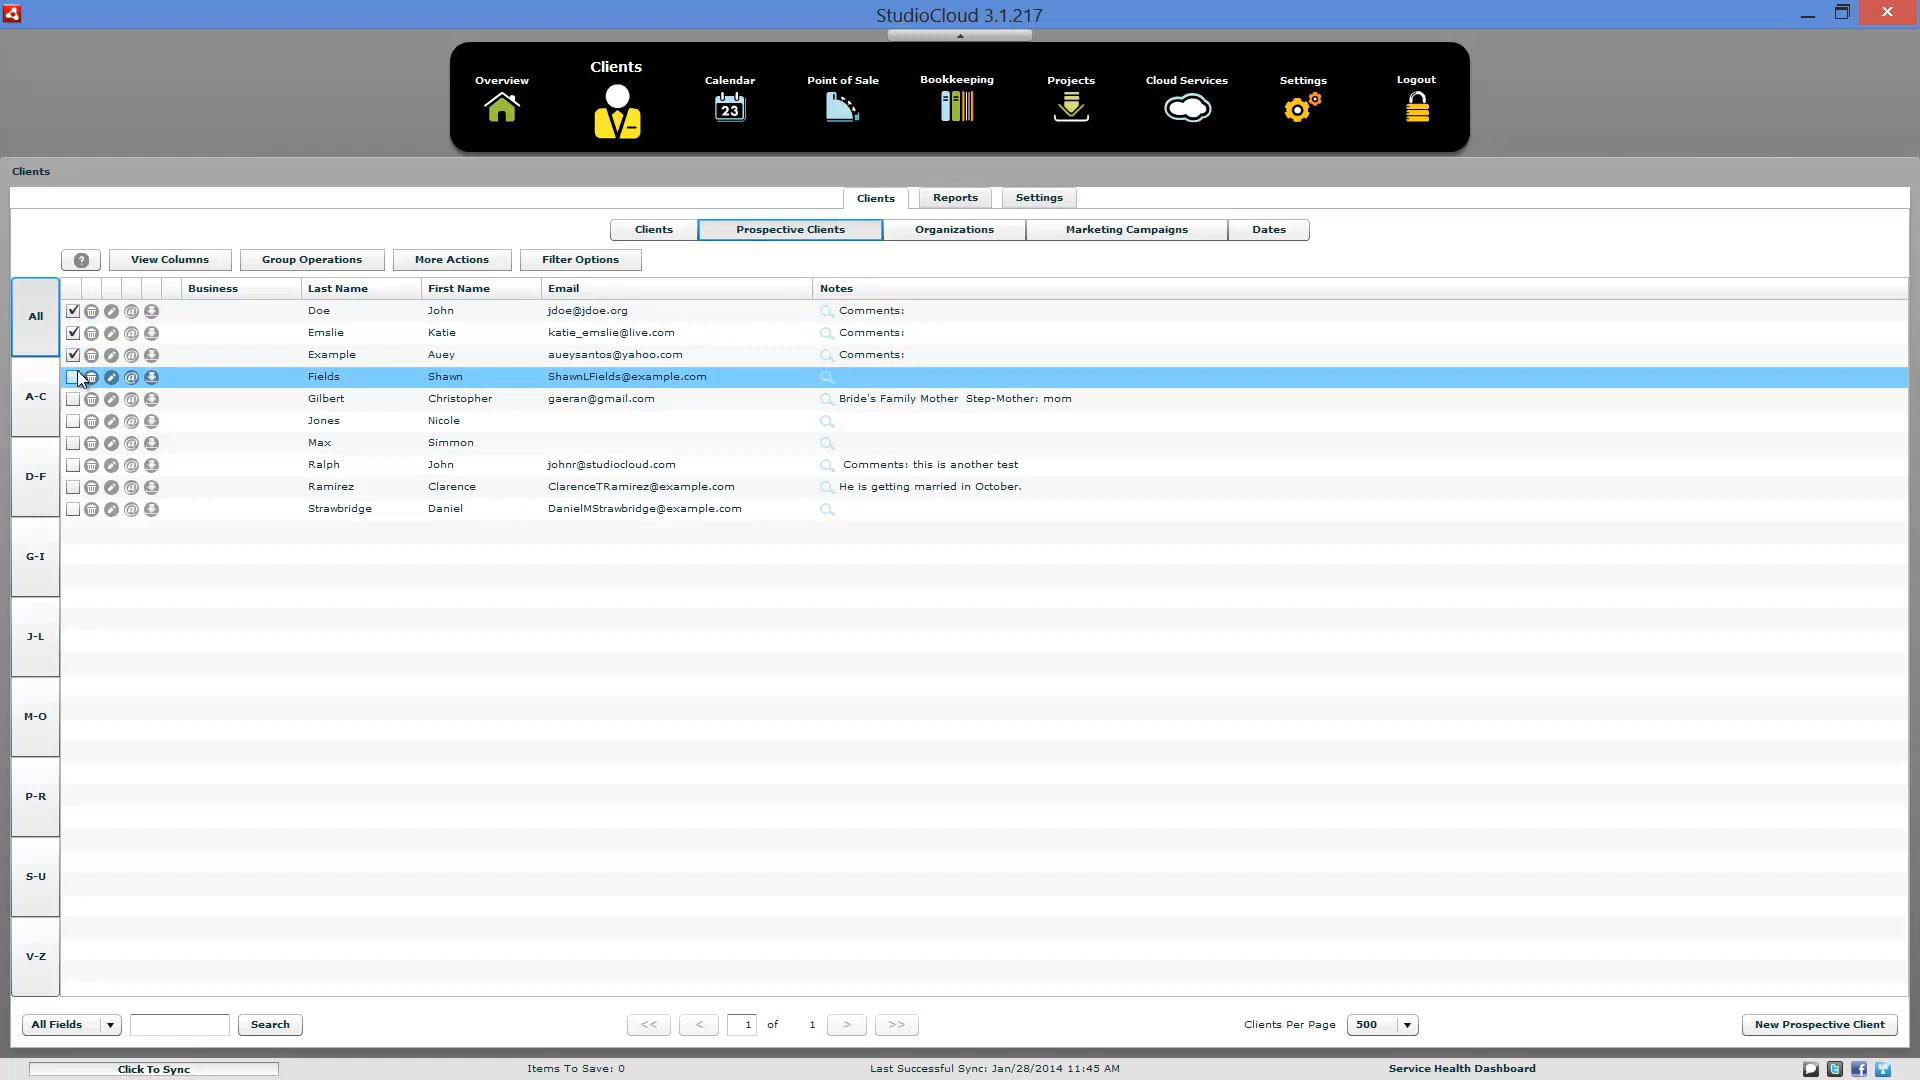 StudioCloud 3.1.217
Overview
Clients
Calendar
23
Point of Sale
Bookkeeping
Projects
Cloud Services
Settings
Logout
Clients
Clients Reports Settings
Clients Prospective Clients Organizations Marketing Campaigns Dates
? View Columns Group Operations More Actions Filter Options
Business Last Name First Name Email Notes
Doe John jdoe@jdoe.org Comments:
Emslie Katie katie_emslie@live.com Comments:
Example Auey aueysantos@yahoo.com Comments:
Fields Shawn ShawnLFields@example.com
Gilbert Christopher gaeran@gmail.com Bride's Family Mother Step-Mother: mom
Jones Nicole
Max Simmon
Ralph John johnr@studiocloud.com Comments: this is another test
Ramirez Clarence ClarenceTRamirez@example.com He is getting married in October.
Strawbridge Daniel DanielMStrawbridge@example.com
All
A-C
D-F
G-I
J-L
M-O
P-R
S-U
V-Z
All Fields Search << < 1 of 1 > >> Clients Per Page 500 New Prospective Client
Click To Sync Items To Save: 0 Last Successful Sync: Jan/28/2014 11:45 AM Service Health Dashboard